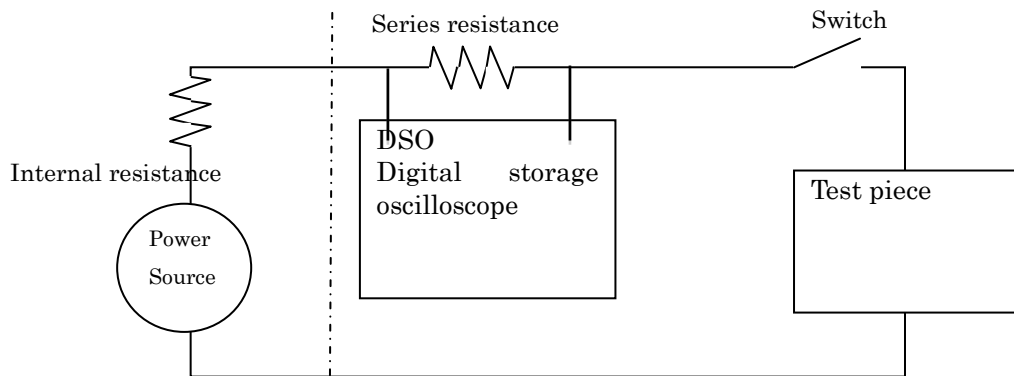 Series resistance
Switch
DSO
Digital storage
oscilloscope
Internal resistance
Test piece
Power
Source